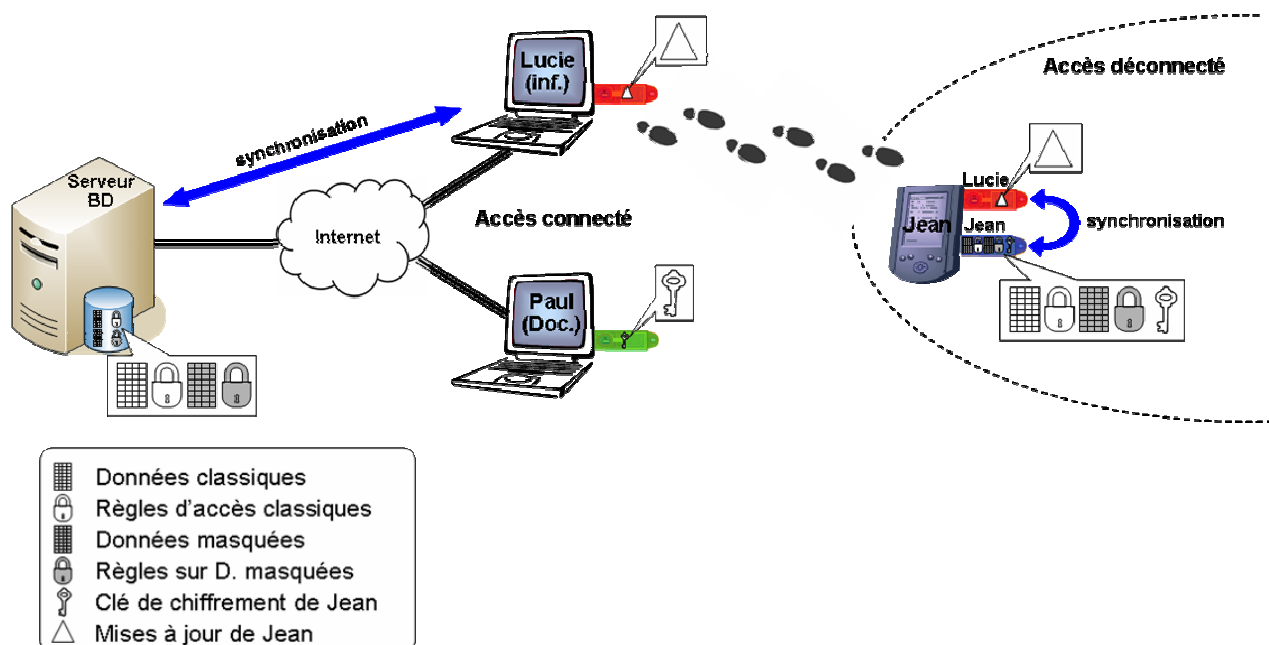 Lucie
(inf.)
Accès déconnecté
synchronisation
Serveur
BD
Internet
Accès connecté
Lucie
Jean
Jean
synchronisation
Paul
(Doc.)
Données classiques
Règles d'accès classiques
Données masquées
Règles sur D. masquées
Clé de chiffrement de Jean
Mises à jour de Jean